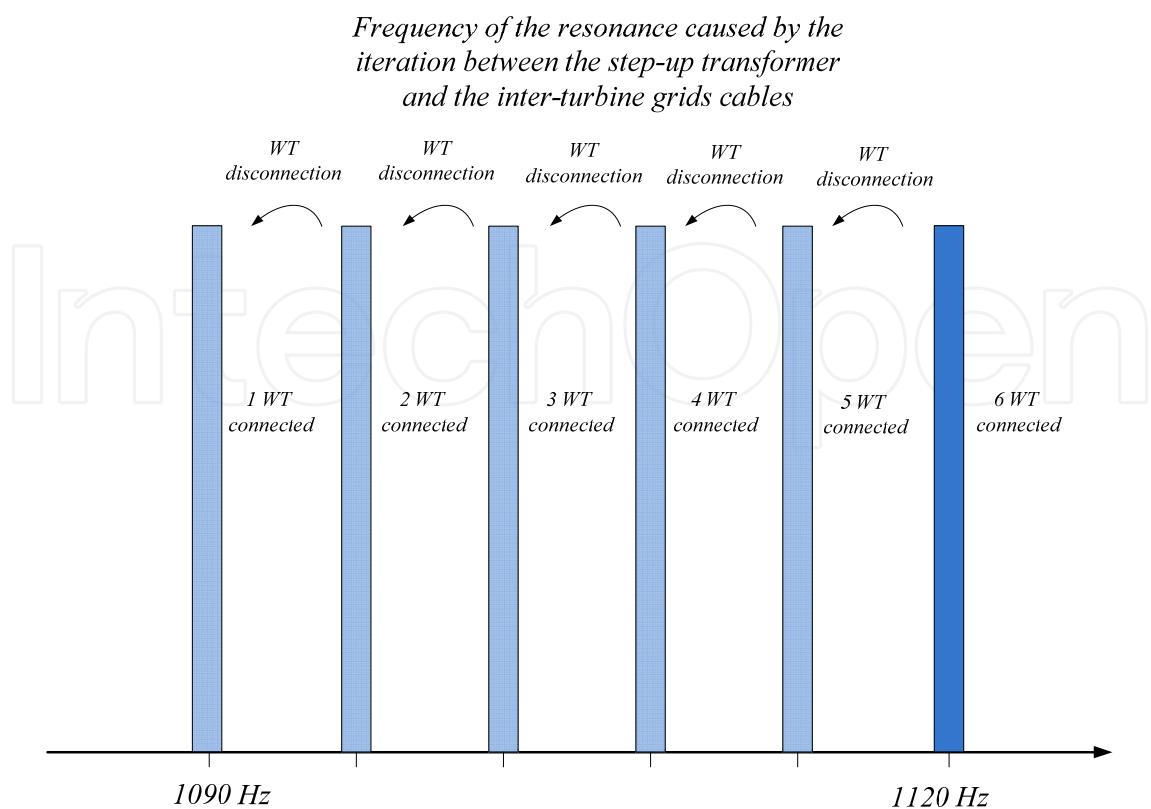 Frequency of the resonance caused by the
iteration between the step-up transformer
and the inter-turbine grids cables
WT
disconnection
WT
disconnection
WT
disconnection
WT
disconnection
WT
disconnection
IntechOpen
1 WT
connected
2 WT
connected
3 WT
connected
4 WT
connected
5 WT
connected
6 WT
connected
1090 Hz
1120 Hz